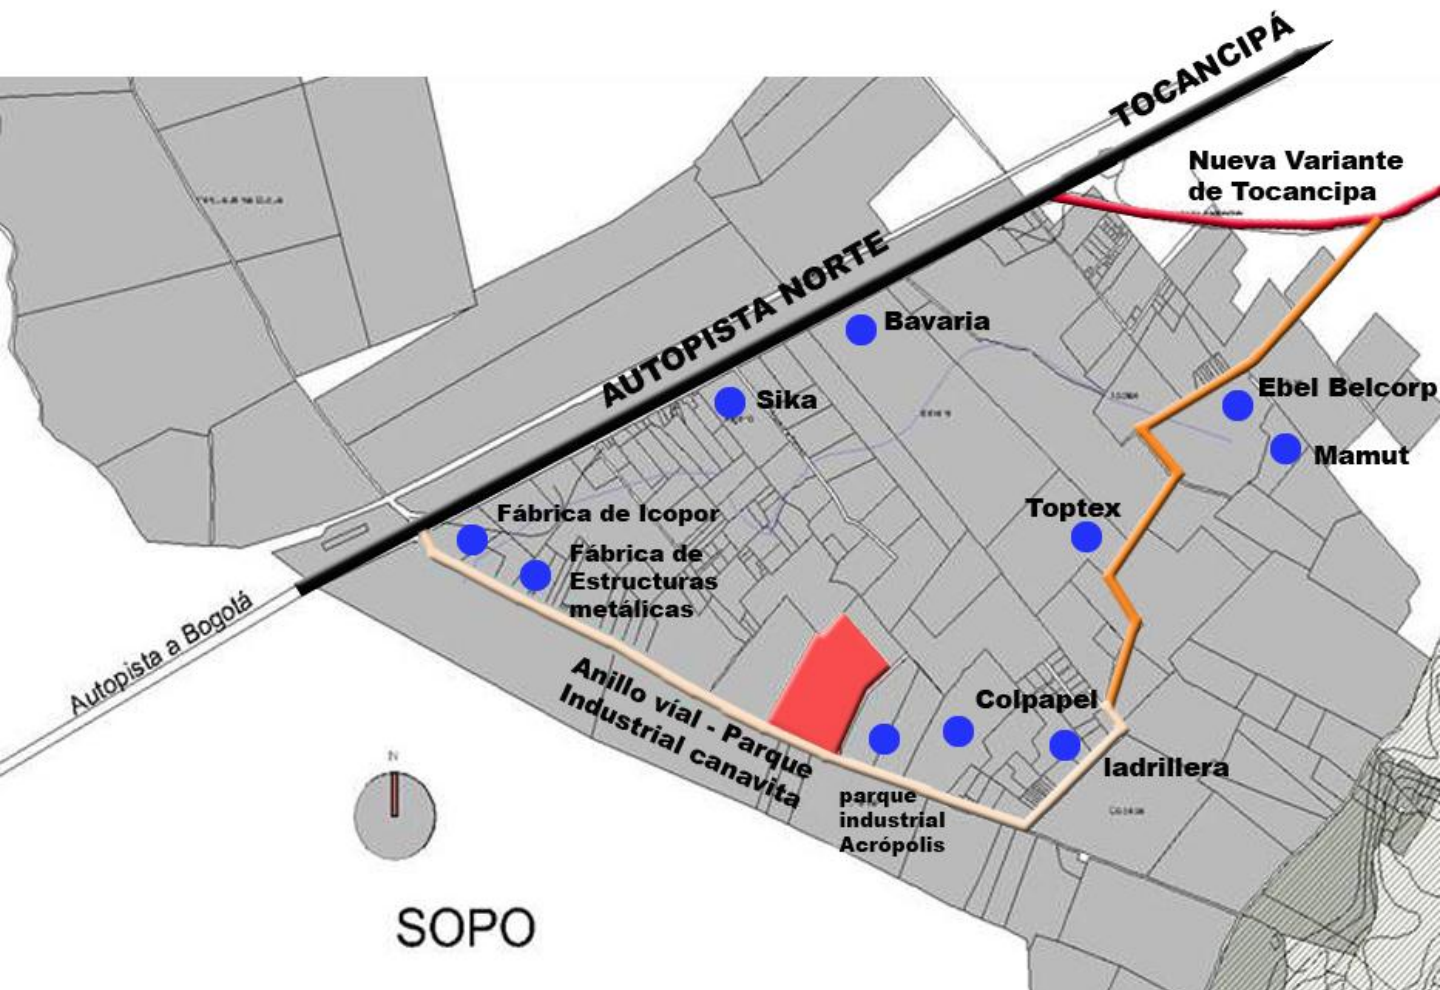 TOCANCIPÁ
Nueva Variante
de Tocancipa
AUTOPISTA NORTE
Bavaria
Ebel Belcorp
Sika
Mamut
Toptex
Fábrica de Icopor
Fábrica de
Estructuras
metálicas
Autopista a Bogotá
Anillo víal - Parque
Industrial canavita
Colpapel
ladrillera
parque
industrial
Acrópolis
N
SOPO